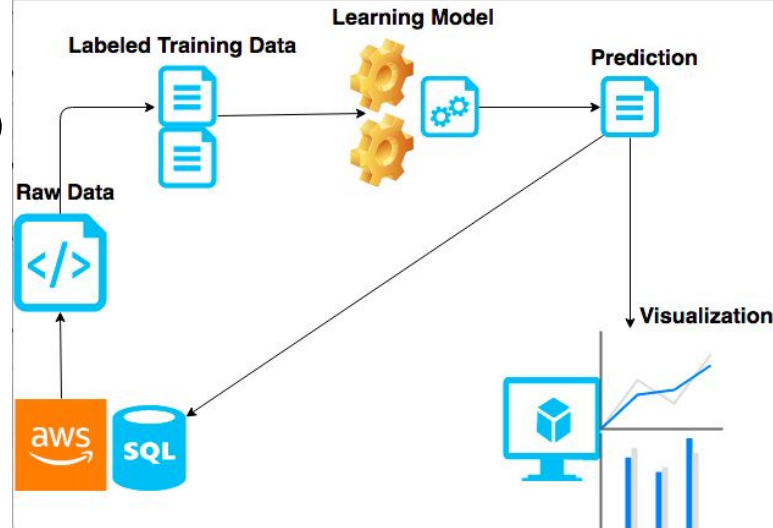 Learning Model
Labeled Training Data
Prediction
)
Raw Data
</>
Visualization
aws
SQL